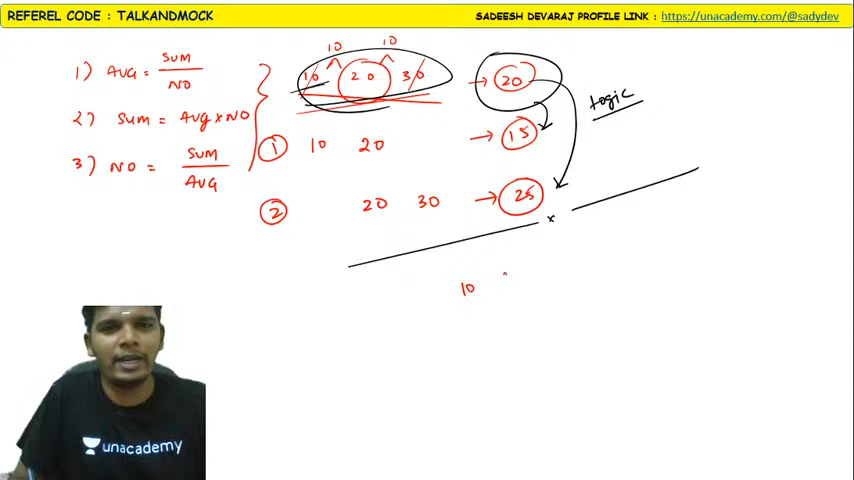 REFEREL CODE : TALKANDMOCK
SADEESH DEVARAJ PROFILE LINK : https://unacademy.com/@sadydev
1) AVG = SUM / NO
2) SUM = AVG x NO
3) NO = SUM / AVG
10 10
10 20 30 → 20
Logic
1 10 20 → 15
2 20 30 → 25
x
10
unacademy